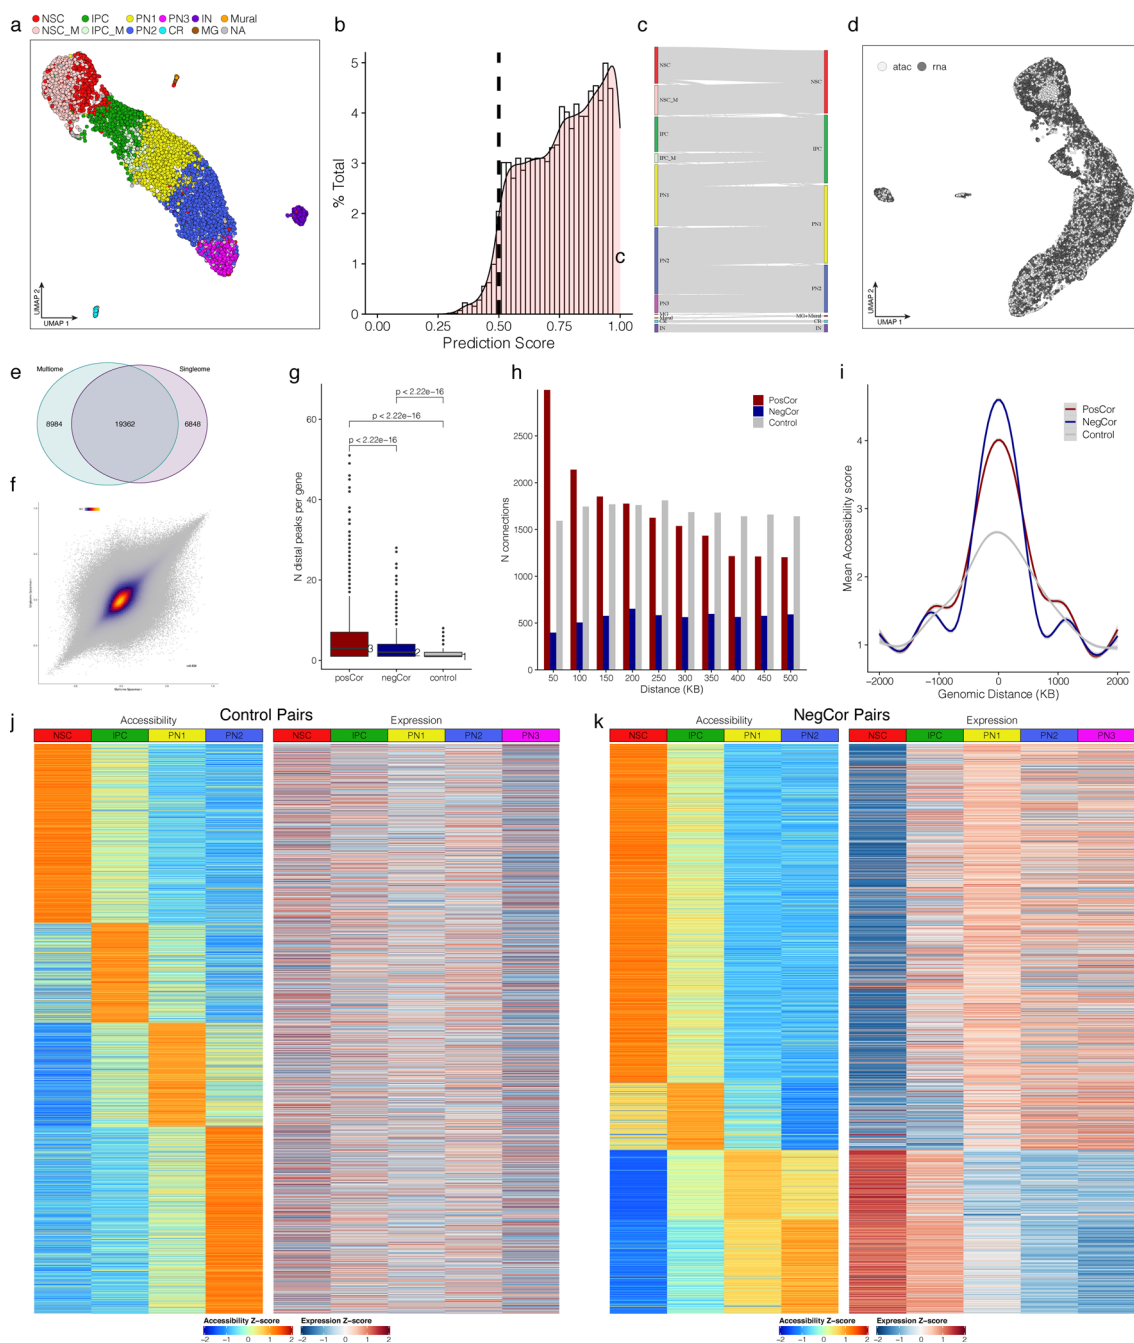 a
NSC IPC PN1 PN3 IN Mural
NSC_M IPC_M PN2 CR MG NA
UMAP 2
UMAP 1
b
% Total
5
4
3
2
1
0
c
0.00 0.25 0.50 0.75 1.00
Prediction Score
c
NSC
NSC_M
IPC
IPC_M
PN1
PN2
PN3
MG
Mural
CR
IN
NSC
IPC
PN1
PN2
MG+Mural
CR
IN
d
atac rna
UMAP 2
UMAP 1
e
Multiome Singleome
8984 19362 6848
f
g
p < 2.22e-16
p < 2.22e-16
p < 2.22e-16
N distal peaks per gene
60
40
20
0
3
2
1
posCor negCor control
h
PosCor
NegCor
Control
N connections
2500
2000
1500
1000
500
0
50 100 150 200 250 300 350 400 450 500
Distance (KB)
i
PosCor
NegCor
Control
Mean Accessibility score
4
3
2
1
−2000 −1000 0 1000 2000
Genomic Distance (KB)
j
Control Pairs
Accessibility Expression
NSC IPC PN1 PN2 NSC IPC PN1 PN2 PN3
Accessibility Z−score Expression Z−score
−2 −1 0 1 2 −2 −1 0 1 2
k
NegCor Pairs
Accessibility Expression
NSC IPC PN1 PN2 NSC IPC PN1 PN2 PN3
Accessibility Z−score Expression Z−score
−2 −1 0 1 2 −2 −1 0 1 2